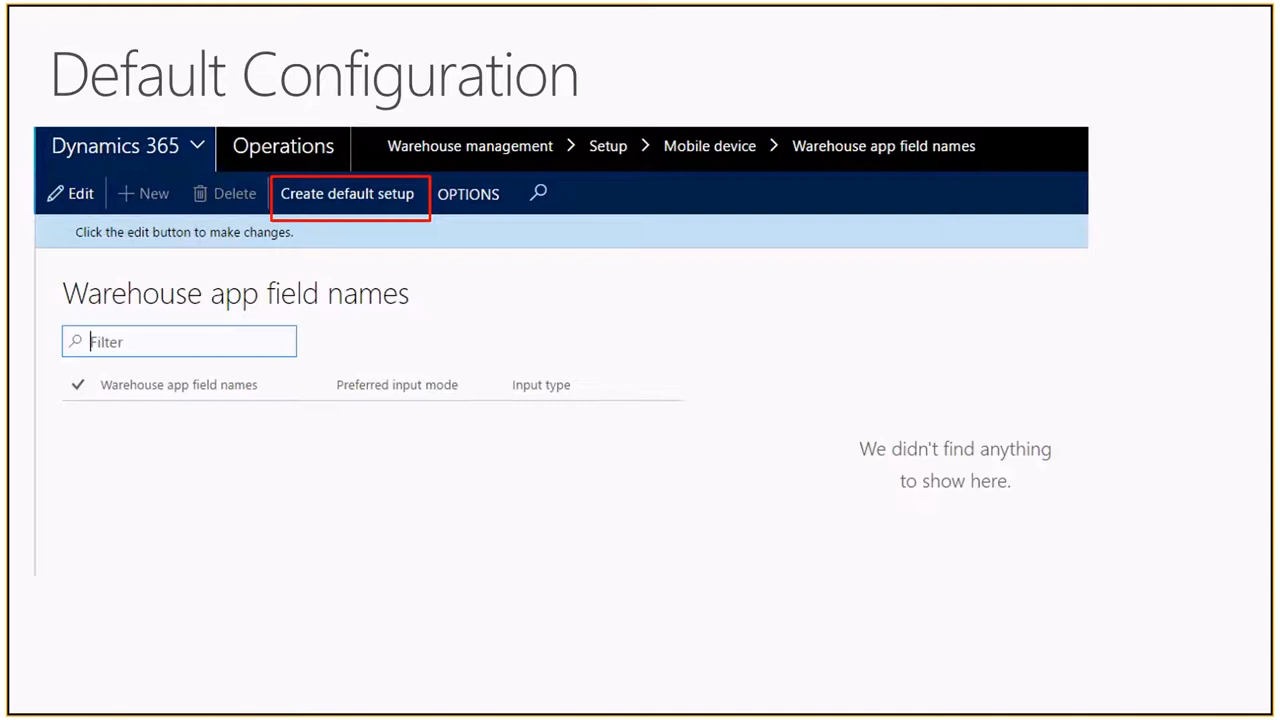 Default Configuration
Dynamics 365 Operations Warehouse management > Setup > Mobile device > Warehouse app field names
Edit + New Delete Create default setup OPTIONS
Click the edit button to make changes.
Warehouse app field names
Filter
Warehouse app field names Preferred input mode Input type
We didn't find anything
to show here.